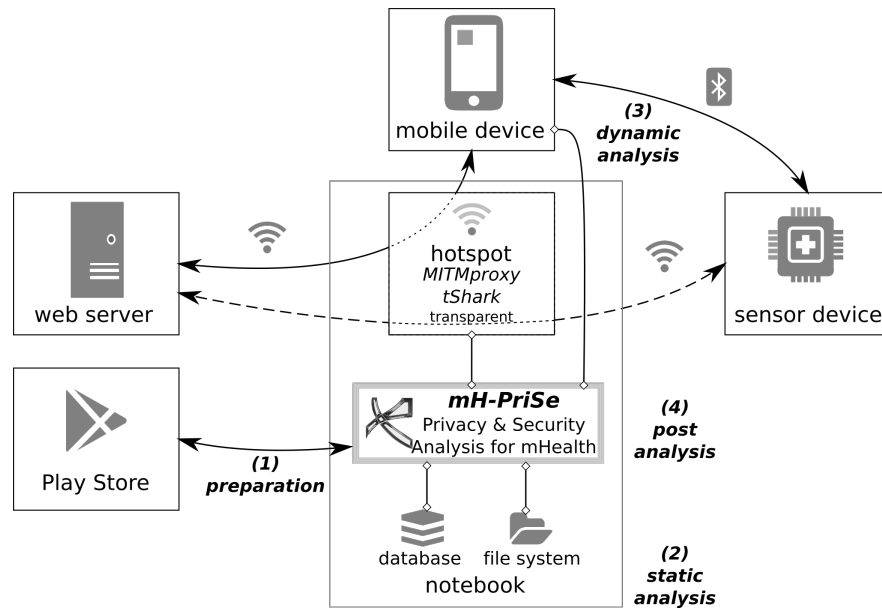 mobile device
(3)
dynamic
analysis
web server
hotspot
MITMproxy
tShark
transparent
sensor device
Play Store
(1)
preparation
mH-PriSe
Privacy & Security
Analysis for mHealth
(4)
post
analysis
database
file system
notebook
(2)
static
analysis